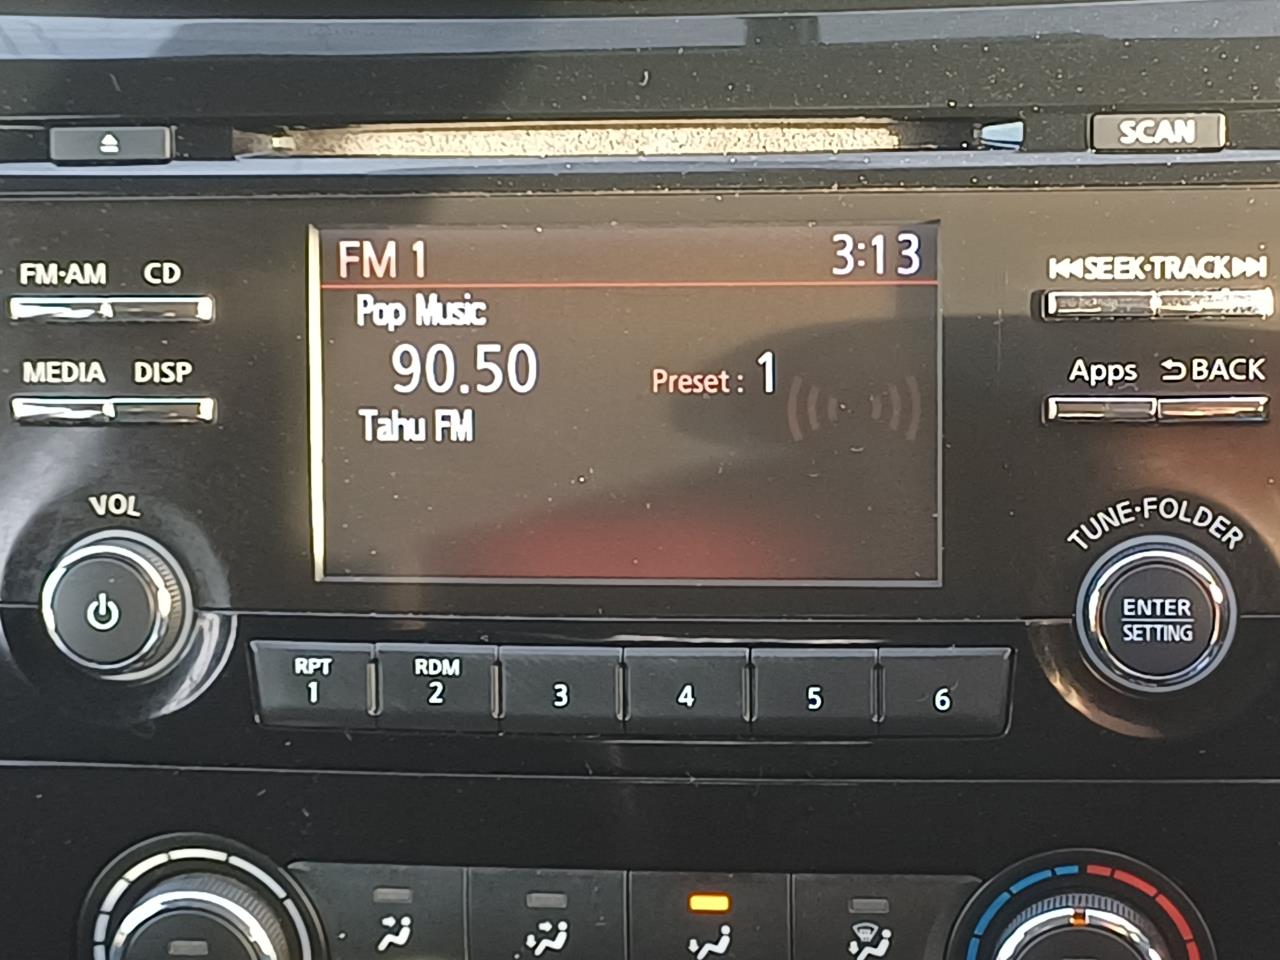 SCAN
FM·AM CD
FM 1 3:13
SEEK·TRACK
Pop Music
MEDIA DISP
90.50 Preset : 1
Apps BACK
Tahu FM
VOL
TUNE·FOLDER
ENTER
SETTING
RPT RDM
1 2 3 4 5 6